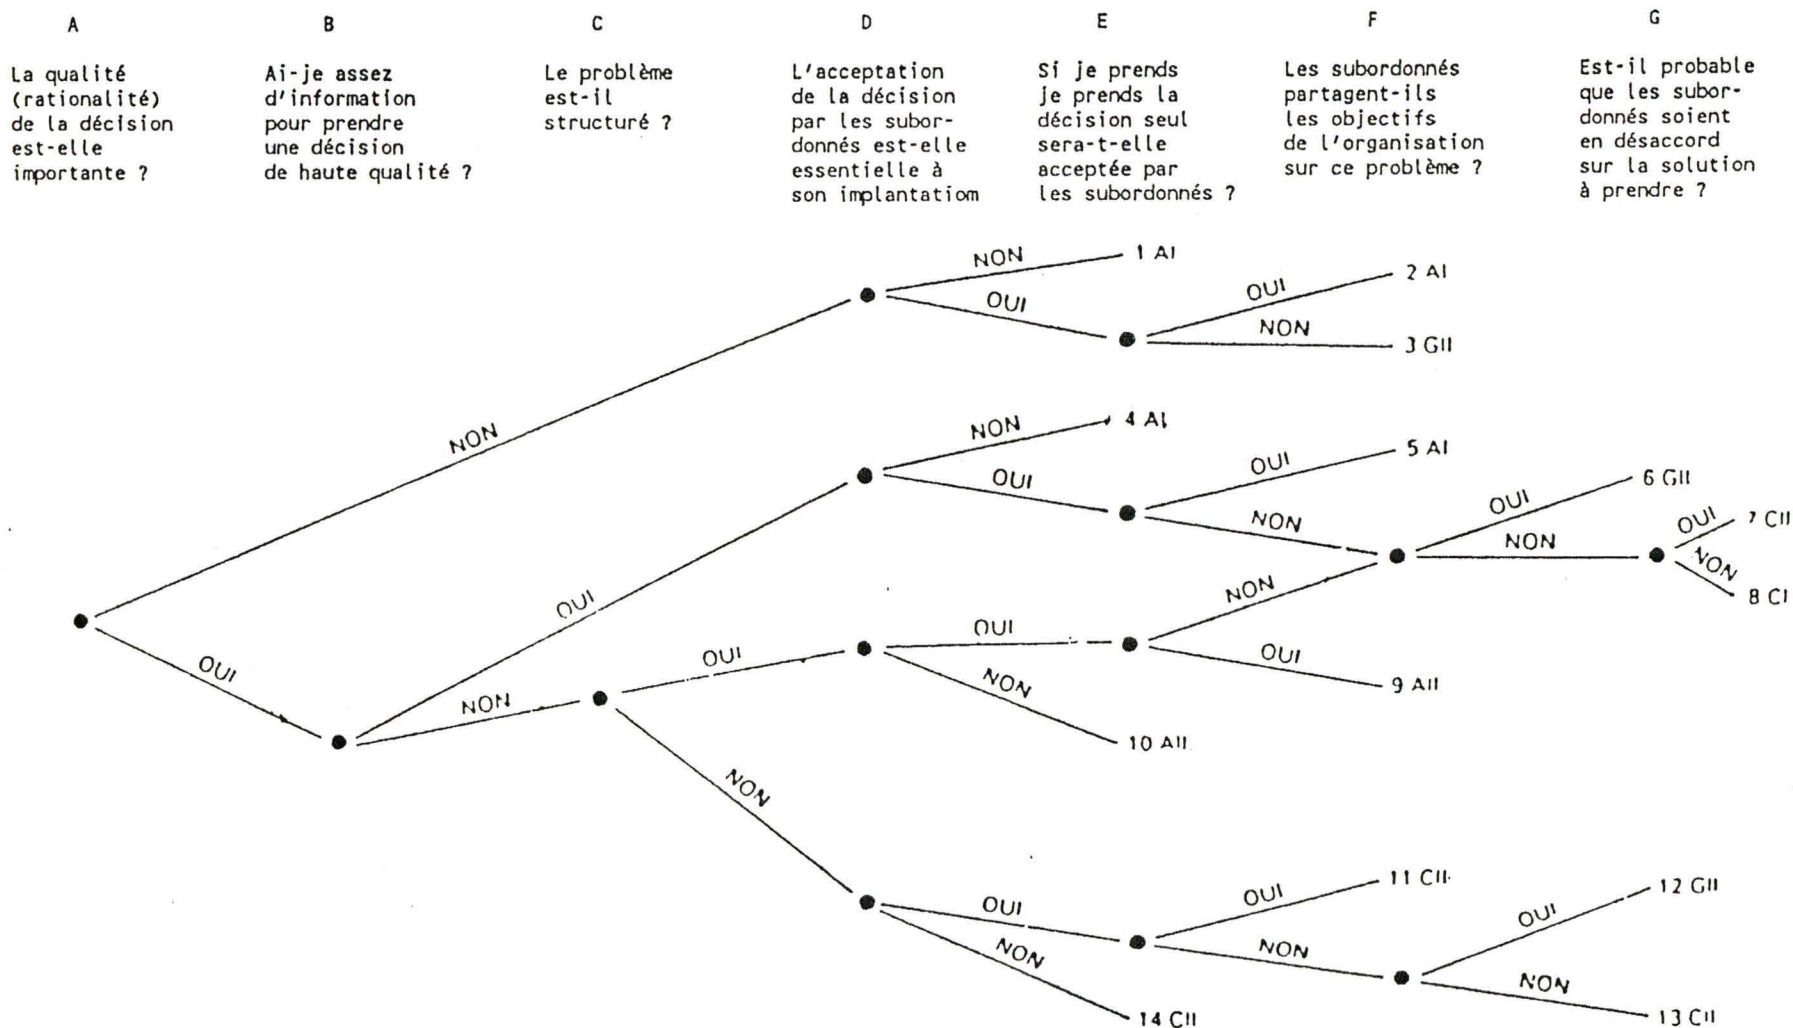 A
B
C
D
E
F
G
La qualité
(rationalité)
de la décision
est-elle
importante ?
Ai-je assez
d'information
pour prendre
une décision
de haute qualité ?
Le problème
est-il
structuré ?
L'acceptation
de la décision
par les subor-
donnés est-elle
essentielle à
son implantatiom
Si je prends
je prends la
décision seul
sera-t-elle
acceptée par
les subordonnés ?
Les subordonnés
partagent-ils
les objectifs
de l'organisation
sur ce problème ?
Est-il probable
que les subor-
donnés soient
en désaccord
sur la solution
à prendre ?
NON
1 AI
OUI
OUI
2 AI
NON
3 GII
NON
NON
4 AI
OUI
OUI
5 AI
NON
OUI
6 GII
NON
OUI
7 CII
NON
8 CI
OUI
NON
OUI
OUI
NON
OUI
9 AII
NON
10 AII
OUI
NON
NON
OUI
OUI
11 CII
NON
OUI
12 GII
NON
13 CII
NON
14 CII